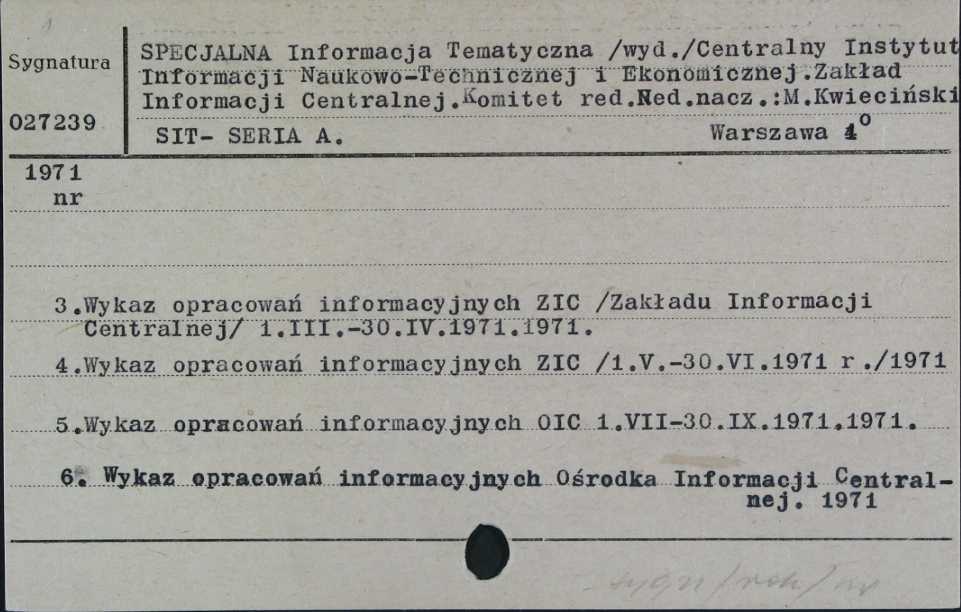 SPECJALNA Informacja Tematyczna /wyd./Centralny Instytut
Sygnatura
Informacji Naukowo-Technicznej i Ekonomicznej.Zakład
Informacji Centralnej.Komitet red.Red.nacz.:M.Kwieciński
027239
SIT- SERIA A. Warszawa 4°
1971
nr
3.Wykaz opracowań informacyjnych ZIC /Zakładu Informacji
Centralnej/ 1.III.-30.IV.1971.1971.
4.Wykaz opracowań informacyjnych ZIC /1.V.-30.VI.1971 r./1971
5.Wykaz opracowań informacyjnych OIC 1.VII-30.IX.1971.1971.
6. Wykaz opracowań informacyjnych Ośrodka Informacji Central-
nej. 1971
sygn/rok/nr